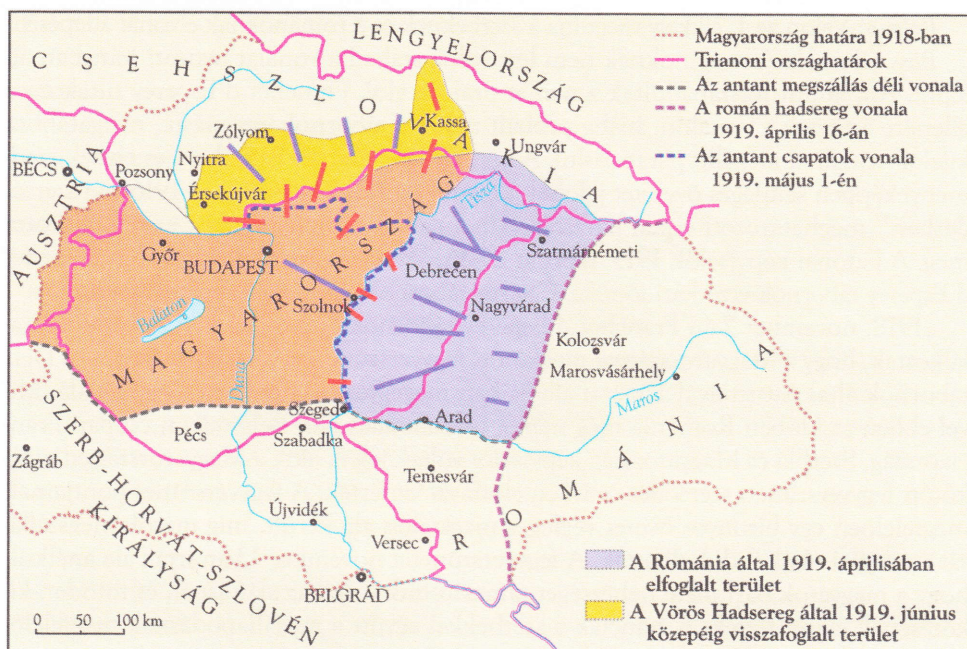 CSEHSZLOVÁKIA
LENGYELORSZÁG
AUSZTRIA
MAGYARORSZÁG
ROMÁNIA
SZERB-HORVÁT-SZLOVÉN
KIRÁLYSÁG
BÉCS
Pozsony
Nyitra
Zólyom
Érsekújvár
Kassa
Ungvár
Tisza
Győr
BUDAPEST
Balaton
Duna
Szolnok
Debrecen
Szatmárnémeti
Nagyvárad
Kolozsvár
Marosvásárhely
Maros
Szeged
Arad
Pécs
Szabadka
Zágráb
Temesvár
Újvidék
Versec
BELGRÁD
Magyarország határa 1918-ban
Trianoni országhatárok
Az antant megszállás déli vonala
A román hadsereg vonala
1919. április 16-án
Az antant csapatok vonala
1919. május 1-én
A Románia által 1919. áprilisában
elfoglalt terület
A Vörös Hadsereg által 1919. június
közepéig visszafoglalt terület
0 50 100 km